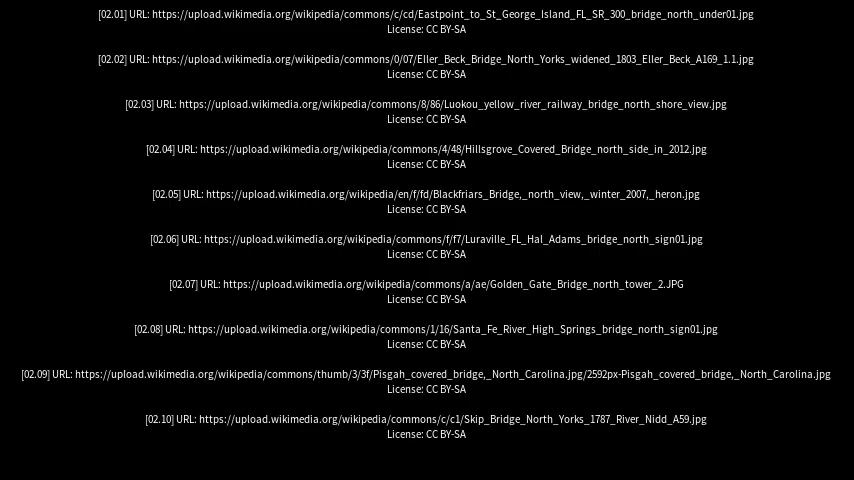 [02.01] URL: https://upload.wikimedia.org/wikipedia/commons/c/cd/Eastpoint_to_St_George_Island_FL_SR_300_bridge_north_under01.jpg
License: CC BY-SA
[02.02] URL: https://upload.wikimedia.org/wikipedia/commons/0/07/Eller_Beck_Bridge_North_Yorks_widened_1803_Eller_Beck_A169_1.1.jpg
License: CC BY-SA
[02.03] URL: https://upload.wikimedia.org/wikipedia/commons/8/86/Luokou_yellow_river_railway_bridge_north_shore_view.jpg
License: CC BY-SA
[02.04] URL: https://upload.wikimedia.org/wikipedia/commons/4/48/Hillsgrove_Covered_Bridge_north_side_in_2012.jpg
License: CC BY-SA
[02.05] URL: https://upload.wikimedia.org/wikipedia/en/f/fd/Blackfriars_Bridge,_north_view,_winter_2007,_heron.jpg
License: CC BY-SA
[02.06] URL: https://upload.wikimedia.org/wikipedia/commons/f/f7/Luraville_FL_Hal_Adams_bridge_north_sign01.jpg
License: CC BY-SA
[02.07] URL: https://upload.wikimedia.org/wikipedia/commons/a/ae/Golden_Gate_Bridge_north_tower_2.JPG
License: CC BY-SA
[02.08] URL: https://upload.wikimedia.org/wikipedia/commons/1/16/Santa_Fe_River_High_Springs_bridge_north_sign01.jpg
License: CC BY-SA
[02.09] URL: https://upload.wikimedia.org/wikipedia/commons/thumb/3/3f/Pisgah_covered_bridge,_North_Carolina.jpg/2592px-Pisgah_covered_bridge,_North_Carolina.jpg
License: CC BY-SA
[02.10] URL: https://upload.wikimedia.org/wikipedia/commons/c/c1/Skip_Bridge_North_Yorks_1787_River_Nidd_A59.jpg
License: CC BY-SA